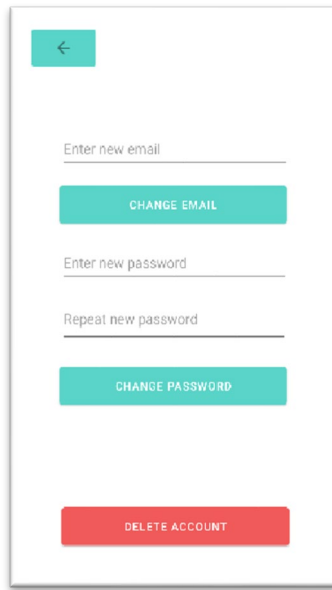 Enter new email
CHANGE EMAIL
Enter new password
Repeat new password
CHANGE PASSWORD
DELETE ACCOUNT